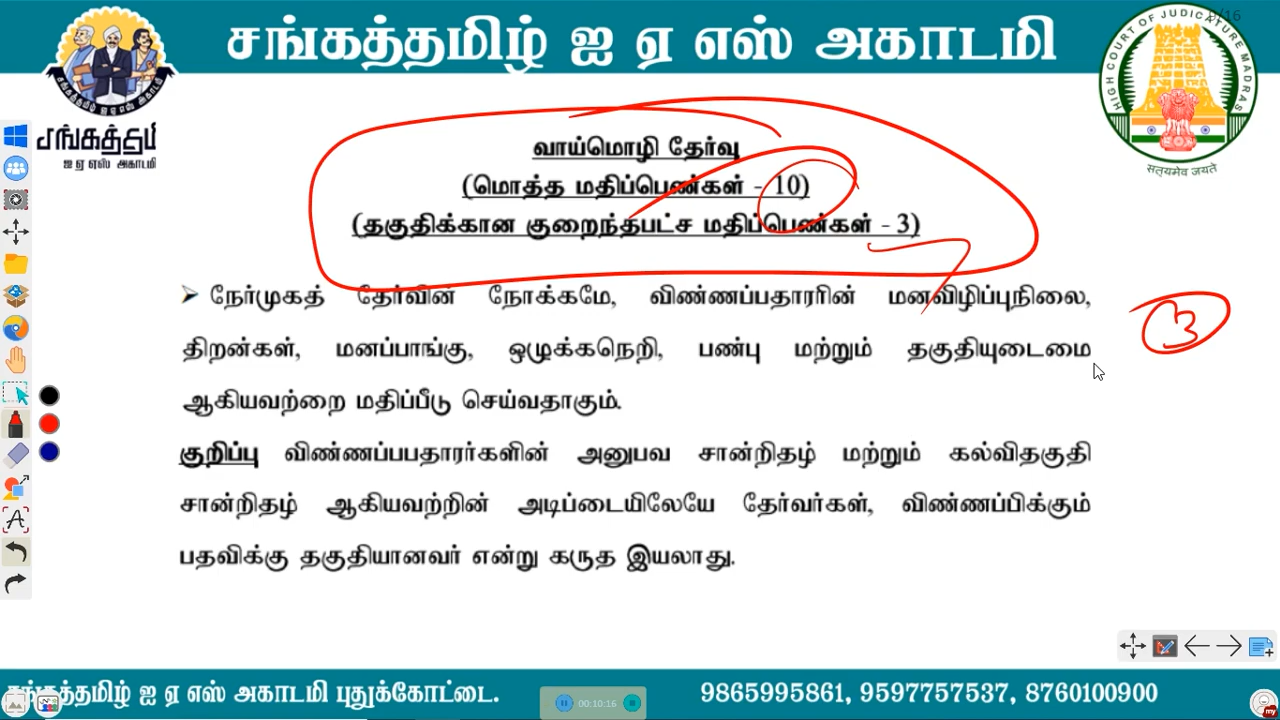 சங்கத்தமிழ் ஐ ஏ எஸ் அகாடமி
சங்கத்தமி
ஐ ஏ எஸ் அகாடமி
HIGH COURT OF JUDICATURE MADRAS
सत्यमेव जयते
/16
வாய்மொழி தேர்வு
(மொத்த மதிப்பெண்கள் - 10)
(தகுதிக்கான குறைந்தபட்ச மதிப்பெண்கள் - 3)
➤ நேர்முகத் தேர்வின் நோக்கமே, விண்ணப்பதாரரின் மனவிழிப்புநிலை,
திறன்கள், மனப்பாங்கு, ஒழுக்கநெறி, பண்பு மற்றும் தகுதியுடைமை
ஆகியவற்றை மதிப்பீடு செய்வதாகும்.
3
குறிப்பு விண்ணப்பபதாரர்களின் அனுபவ சான்றிதழ் மற்றும் கல்விதகுதி
சான்றிதழ் ஆகியவற்றின் அடிப்டையிலேயே தேர்வர்கள், விண்ணப்பிக்கும்
பதவிக்கு தகுதியானவர் என்று கருத இயலாது.
சங்கத்தமிழ் ஐ ஏ எஸ் அகாடமி புதுக்கோட்டை.
00:10:16
9865995861, 9597757537, 8760100900
my